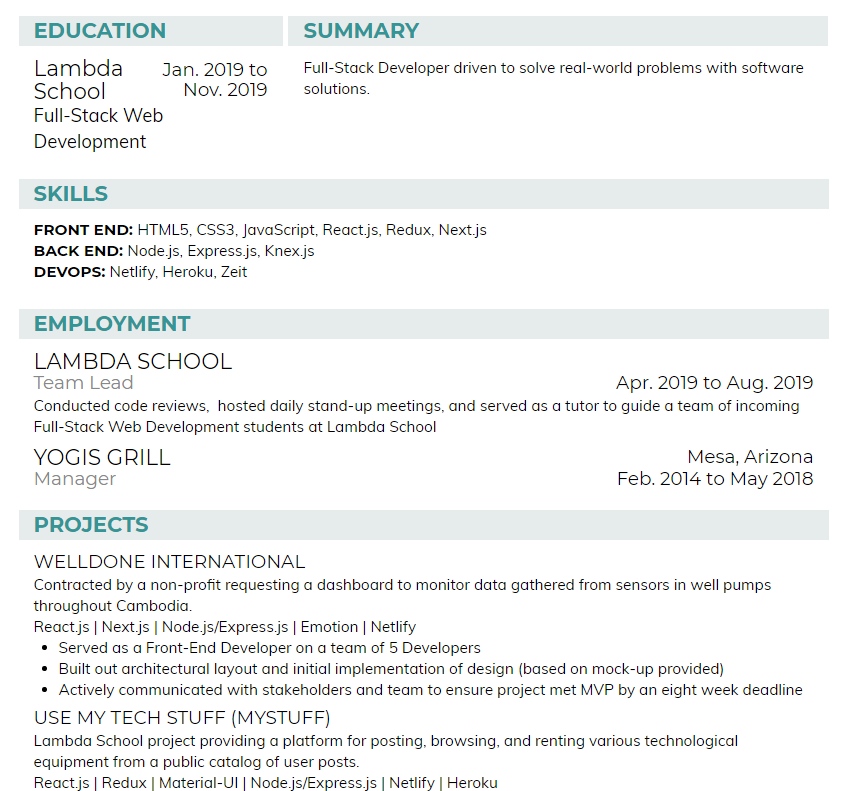 EDUCATION
Lambda School
Jan. 2019 to Nov. 2019
Full-Stack Web
Development
SUMMARY
Full-Stack Developer driven to solve real-world problems with software
solutions.
SKILLS
FRONT END: HTML5, CSS3, JavaScript, React.js, Redux, Next.js
BACK END: Node.js, Express.js, Knex.js
DEVOPS: Netlify, Heroku, Zeit
EMPLOYMENT
LAMBDA SCHOOL
Team Lead Apr. 2019 to Aug. 2019
Conducted code reviews,  hosted daily stand-up meetings, and served as a tutor to guide a team of incoming
Full-Stack Web Development students at Lambda School
YOGIS GRILL Mesa, Arizona
Manager Feb. 2014 to May 2018
PROJECTS
WELLDONE INTERNATIONAL
Contracted by a non-profit requesting a dashboard to monitor data gathered from sensors in well pumps
throughout Cambodia.
React.js | Next.js | Node.js/Express.js | Emotion | Netlify
• Served as a Front-End Developer on a team of 5 Developers
• Built out architectural layout and initial implementation of design (based on mock-up provided)
• Actively communicated with stakeholders and team to ensure project met MVP by an eight week deadline
USE MY TECH STUFF (MYSTUFF)
Lambda School project providing a platform for posting, browsing, and renting various technological
equipment from a public catalog of user posts.
React.js | Redux | Material-UI | Node.js/Express.js | Netlify | Heroku